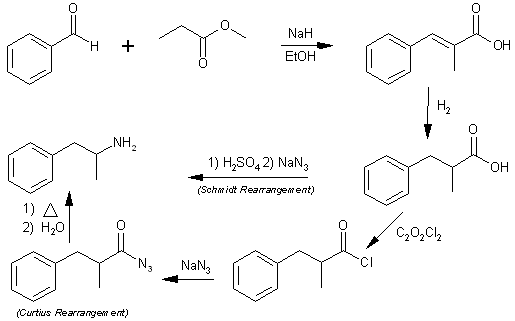 O
H
+
O
O
NaH
EtOH
O
OH
H2
NH2
1) H2SO4 2) NaN3
(Schmidt Rearrangement)
O
OH
1) △
2) H2O
C2O2Cl2
O
N3
NaN3
O
Cl
(Curtius Rearrangement)